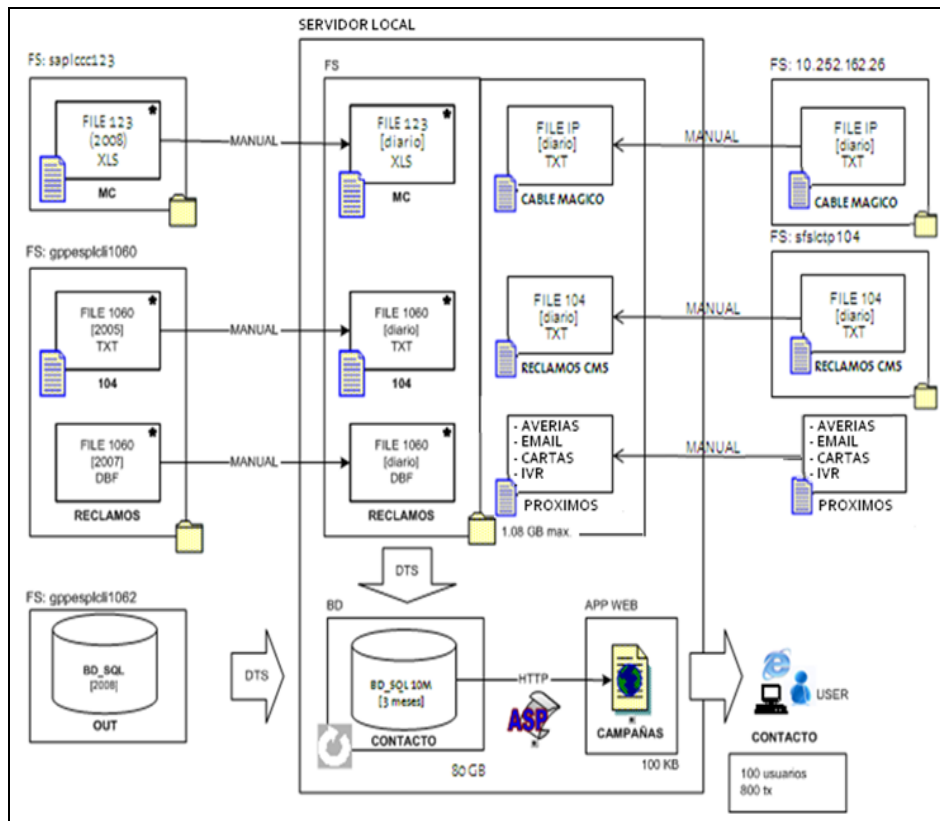 SERVIDOR LOCAL
FS: saplccc123
FILE 123
(2008)
XLS
MC
MANUAL
FS
FILE 123
[diario]
XLS
MC
FILE IP
[diario]
TXT
CABLE MAGICO
MANUAL
FS: 10.252.162.26
FILE IP
[diario]
TXT
CABLE MAGICO
FS: gppesplcli1060
FILE 1060
[2005]
TXT
104
MANUAL
FILE 1060
[diario]
TXT
104
FILE 104
[diario]
TXT
RECLAMOS CMS
MANUAL
FS: sfslctp104
FILE 104
[diario]
TXT
RECLAMOS CMS
FILE 1060
[2007]
DBF
RECLAMOS
MANUAL
FILE 1060
[diario]
DBF
RECLAMOS
- AVERIAS
- EMAIL
- CARTAS
- IVR
PROXIMOS
MANUAL
- AVERIAS
- EMAIL
- CARTAS
- IVR
PROXIMOS
1.08 GB max.
DTS
FS: gppesplcli1062
BD_SQL
[2008]
OUT
DTS
BD
BD_SQL 10M
[3 meses]
CONTACTO
80 GB
HTTP
ASP
APP WEB
CAMPAÑAS
100 KB
USER
CONTACTO
100 usuarios
800 tx